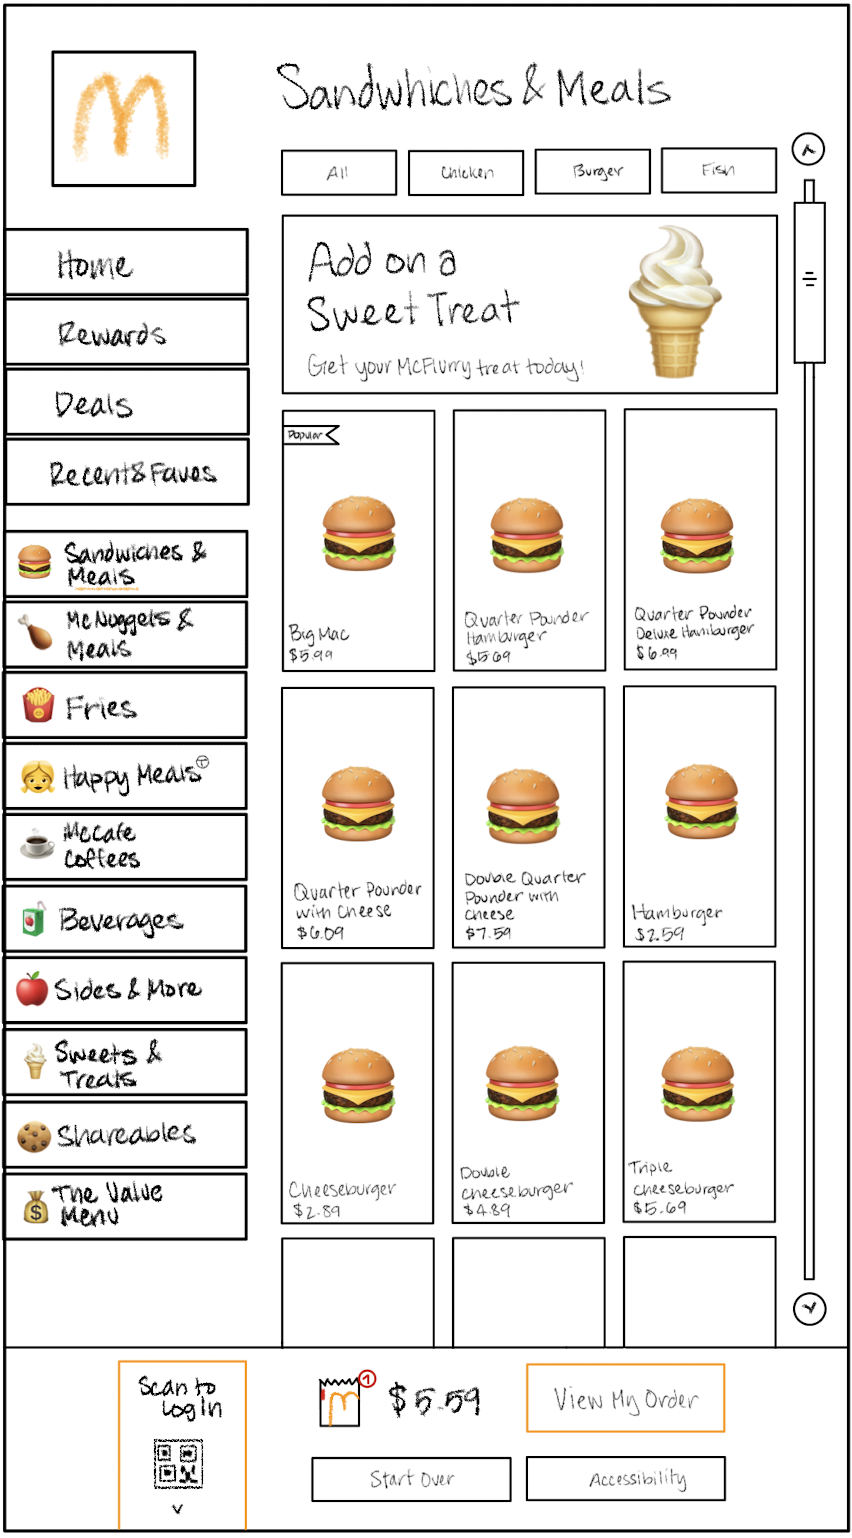 M
Sandwhiches & Meals
All
Chicken
Burger
Fish
Home
Rewards
Deals
Recent & Faves
Sandwiches &
Meals
McNuggets &
Meals
Fries
Happy Meals
McCafe
Coffees
Beverages
Sides & More
Sweets &
Treats
Shareables
$
The Value
Menu
Add on a
Sweet Treat
Get your McFlurry treat today!
Popular
Big Mac
$5.99
Quarter Pounder
Hamburger
$5.69
Quarter Pounder
Deluxe Hamburger
$6.99
Quarter Pounder
with Cheese
$6.09
Double Quarter
Pounder with
Cheese
$7.59
Hamburger
$2.59
Cheeseburger
$2.89
Double
Cheeseburger
$4.89
Triple
Cheeseburger
$5.69
Scan to
Log In
M
1
$5.59
View My Order
Start Over
Accessibility